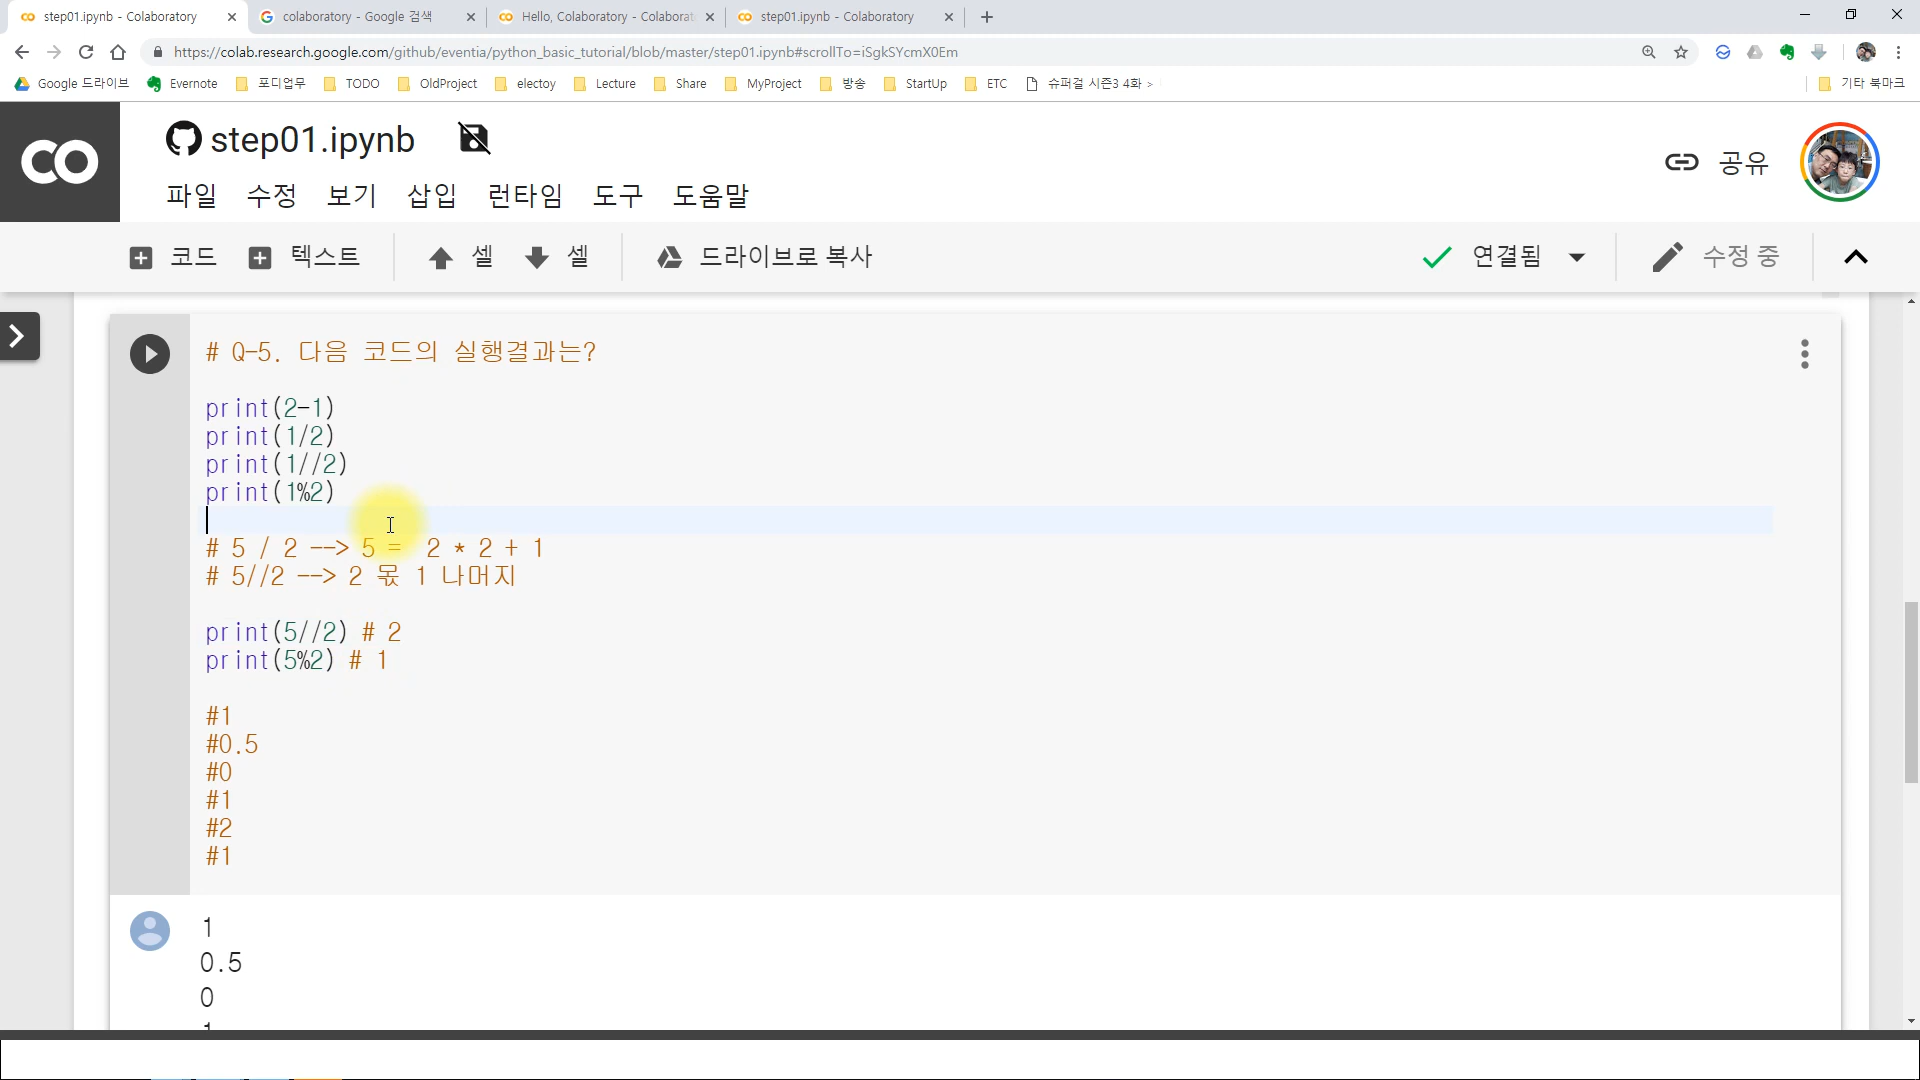 step01.ipynb - Colaboratory
colaboratory - Google 검색
Hello, Colaboratory - Colaborat
step01.ipynb - Colaboratory
https://colab.research.google.com/github/eventia/python_basic_tutorial/blob/master/step01.ipynb#scrollTo=iSgkSYcmX0Em
Google 드라이브
Evernote
포디업무
TODO
OldProject
electoy
Lecture
Share
MyProject
방송
StartUp
ETC
슈퍼걸 시즌3 4화 >
기타 북마크
CO
step01.ipynb
공유
파일 수정 보기 삽입 런타임 도구 도움말
코드 텍스트 셀 셀 드라이브로 복사 연결됨 수정 중
# Q-5. 다음 코드의 실행결과는?
print(2-1)
print(1/2)
print(1//2)
print(1%2)
# 5 / 2 --> 5 = 2 * 2 + 1
# 5//2 --> 2 몫 1 나머지
print(5//2) # 2
print(5%2) # 1
#1
#0.5
#0
#1
#2
#1
1
0.5
0
1